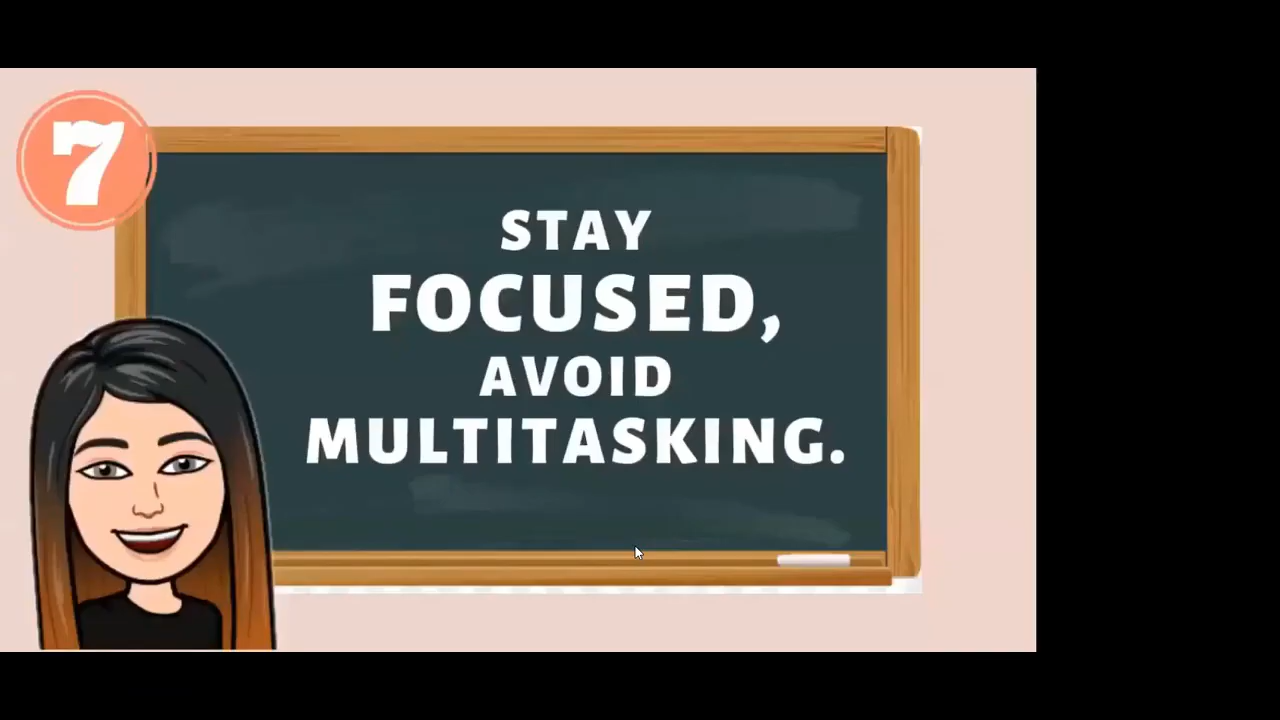 7
STAY
FOCUSED,
AVOID
MULTITASKING.